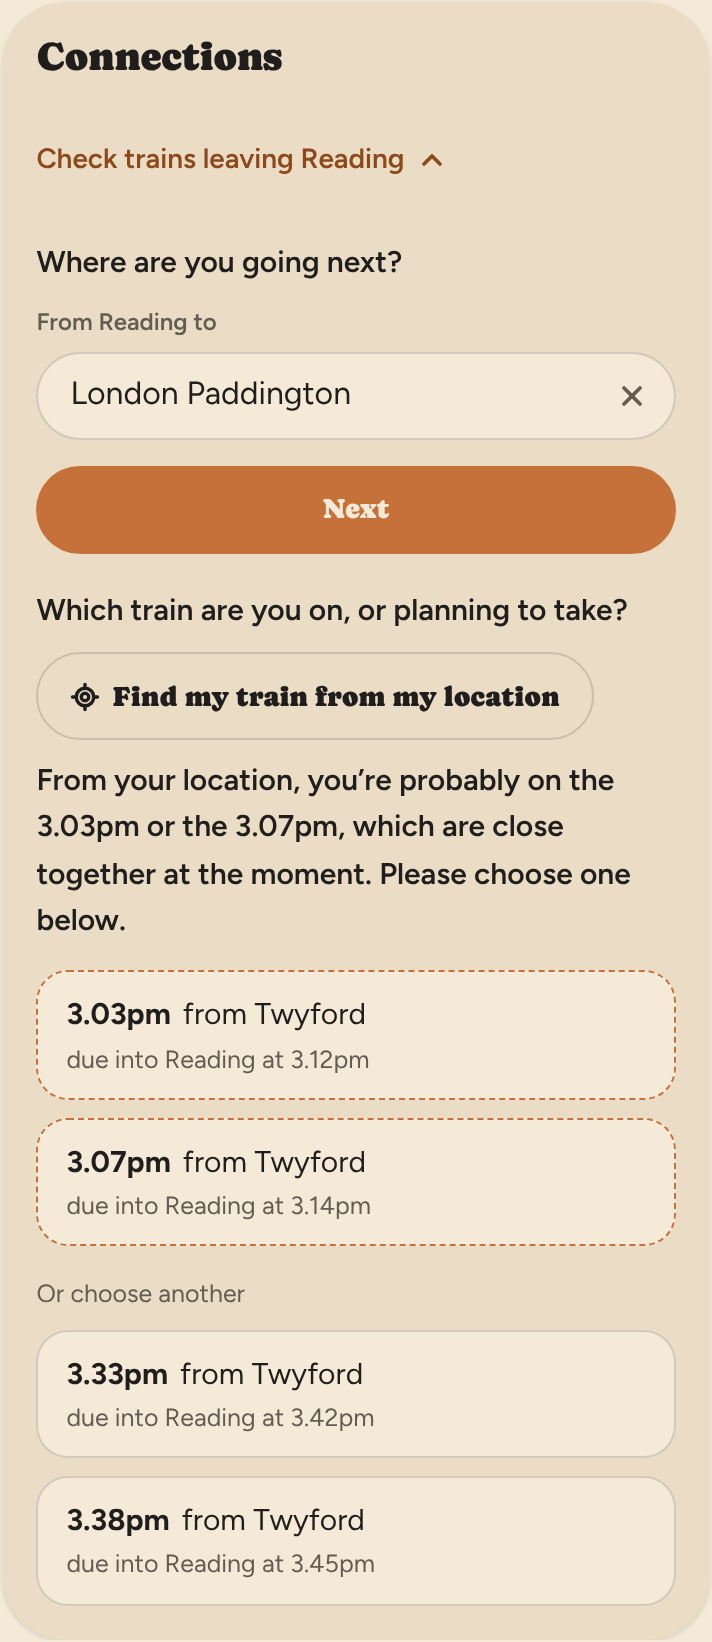 Connections
Check trains leaving Reading
Where are you going next?
From Reading to
London Paddington
Next
Which train are you on, or planning to take?
Find my train from my location
From your location, you’re probably on the
3.03pm or the 3.07pm, which are close
together at the moment. Please choose one
below.
3.03pm from Twyford
due into Reading at 3.12pm
3.07pm from Twyford
due into Reading at 3.14pm
Or choose another
3.33pm from Twyford
due into Reading at 3.42pm
3.38pm from Twyford
due into Reading at 3.45pm